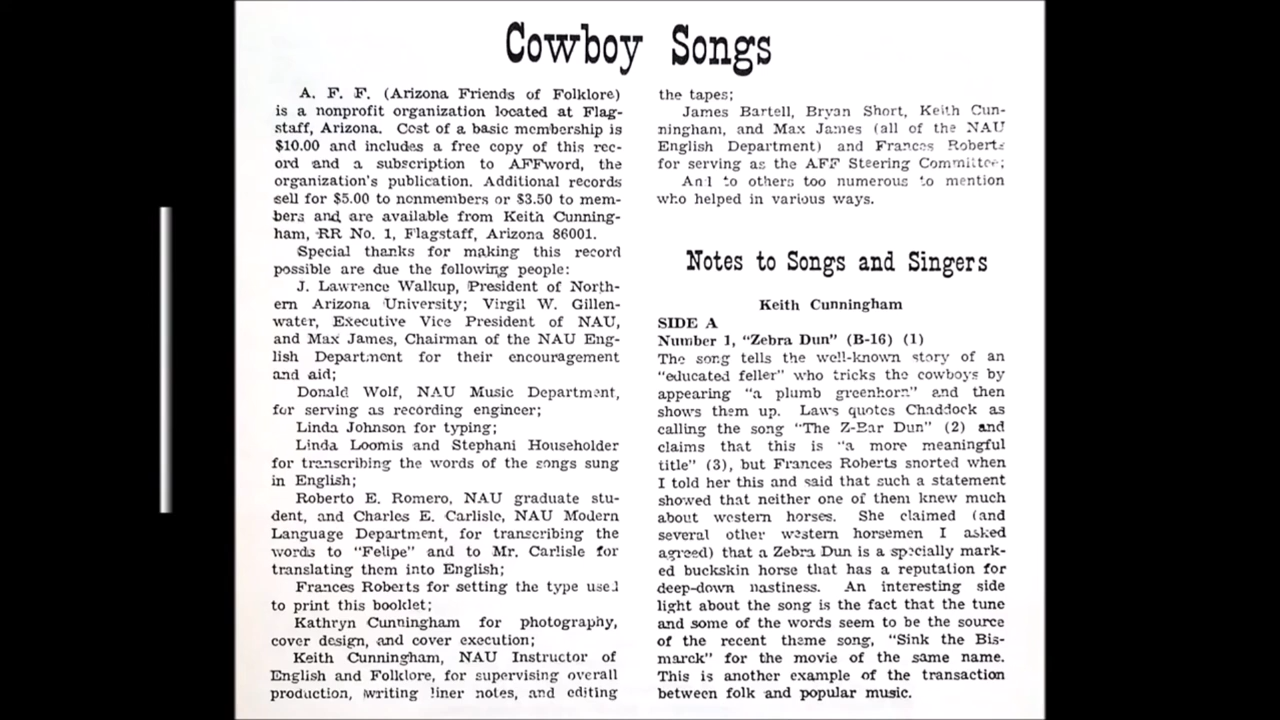 Cowboy Songs
A. F. F. (Arizona Friends of Folklore)
is a nonprofit organization located at Flag-
staff, Arizona. Cost of a basic membership is
$10.00 and includes a free copy of this rec-
ord and a subscription to AFFword, the
organization's publication. Additional records
sell for $5.00 to nonmembers or $3.50 to mem-
bers and are available from Keith Cunning-
ham, RR No. 1, Flagstaff, Arizona 86001.
Special thanks for making this record
possible are due the following people:
J. Lawrence Walkup, President of North-
ern Arizona University; Virgil W. Gillen-
water, Executive Vice President of NAU,
and Max James, Chairman of the NAU Eng-
lish Department for their encouragement
and aid;
Donald Wolf, NAU Music Department,
for serving as recording engineer;
Linda Johnson for typing;
Linda Loomis and Stephani Householder
for transcribing the words of the songs sung
in English;
Roberto E. Romero, NAU graduate stu-
dent, and Charles E. Carlisle, NAU Modern
Language Department, for transcribing the
words to "Felipe" and to Mr. Carlisle for
translating them into English;
Frances Roberts for setting the type used
to print this booklet;
Kathryn Cunningham for photography,
cover design, and cover execution;
Keith Cunningham, NAU Instructor of
English and Folklore, for supervising overall
production, writing liner notes, and editing
the tapes;
James Bartell, Bryan Short, Keith Cun-
ningham, and Max James (all of the NAU
English Department) and Frances Roberts
for serving as the AFF Steering Committee;
And to others too numerous to mention
who helped in various ways.
Notes to Songs and Singers
Keith Cunningham
SIDE A
Number 1, "Zebra Dun" (B-16) (1)
The song tells the well-known story of an
"educated feller" who tricks the cowboys by
appearing "a plumb greenhorn" and then
shows them up. Laws quotes Chaddock as
calling the song "The Z-Bar Dun" (2) and
claims that this is "a more meaningful
title" (3), but Frances Roberts snorted when
I told her this and said that such a statement
showed that neither one of them knew much
about western horses. She claimed (and
several other western horsemen I asked
agreed) that a Zebra Dun is a specially mark-
ed buckskin horse that has a reputation for
deep-down nastiness. An interesting side
light about the song is the fact that the tune
and some of the words seem to be the source
of the recent theme song, "Sink the Bis-
marck" for the movie of the same name.
This is another example of the transaction
between folk and popular music.